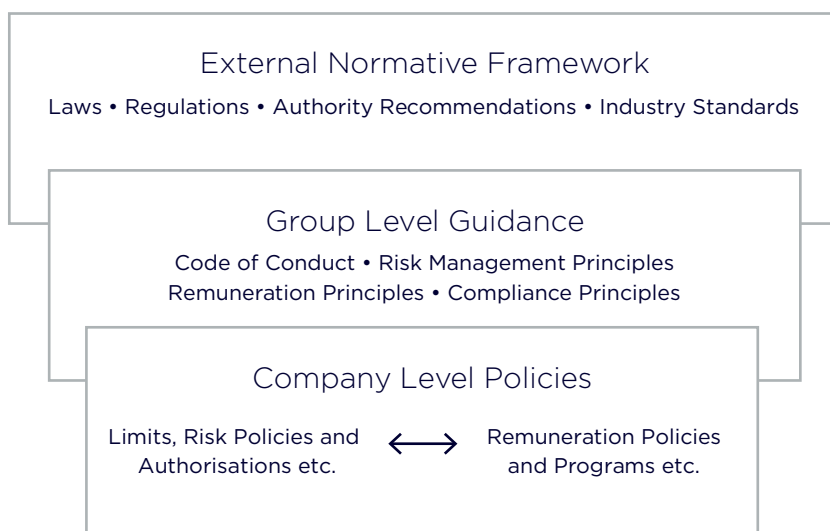 External Normative Framework
Laws • Regulations • Authority Recommendations • Industry Standards
Group Level Guidance
Code of Conduct • Risk Management Principles
Remuneration Principles • Compliance Principles
Company Level Policies
Limits, Risk Policies and
Authorisations etc.
Remuneration Policies
and Programs etc.